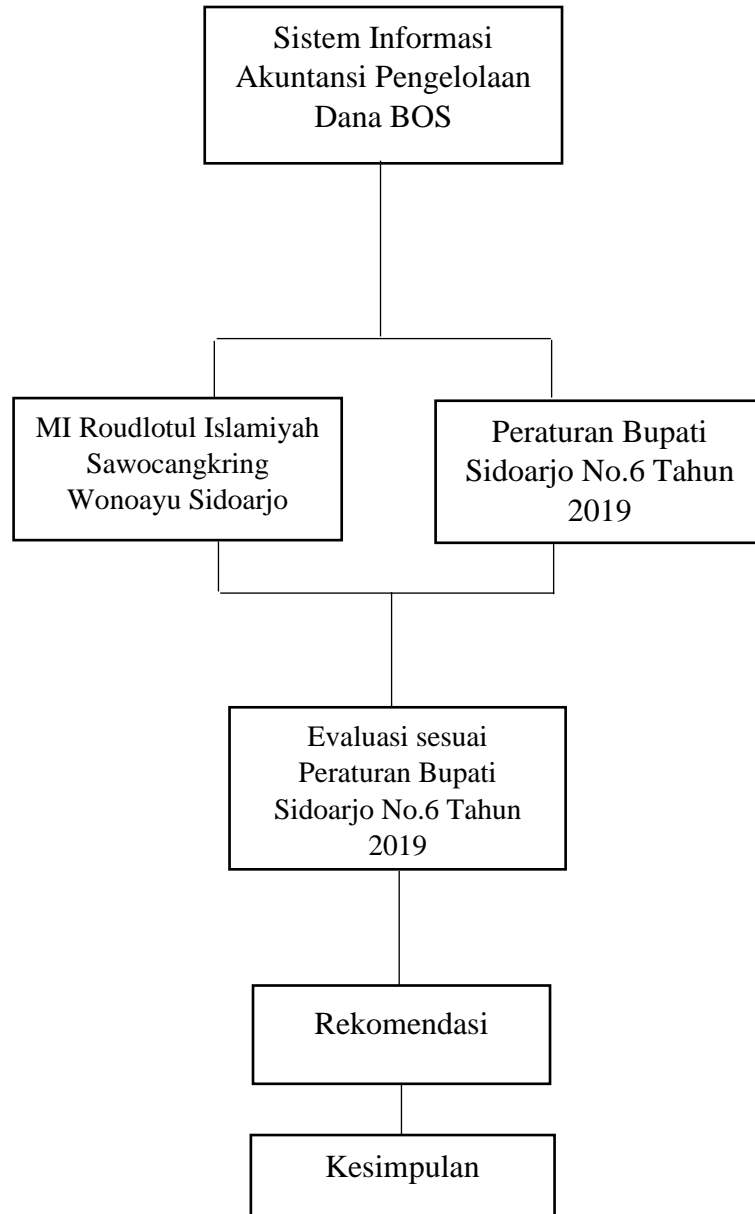 Sistem Informasi
Akuntansi Pengelolaan
Dana BOS
MI Roudlotul Islamiyah
Sawocangkring
Wonoayu Sidoarjo
Peraturan Bupati
Sidoarjo No.6 Tahun
2019
Evaluasi sesuai
Peraturan Bupati
Sidoarjo No.6 Tahun
2019
Rekomendasi
Kesimpulan